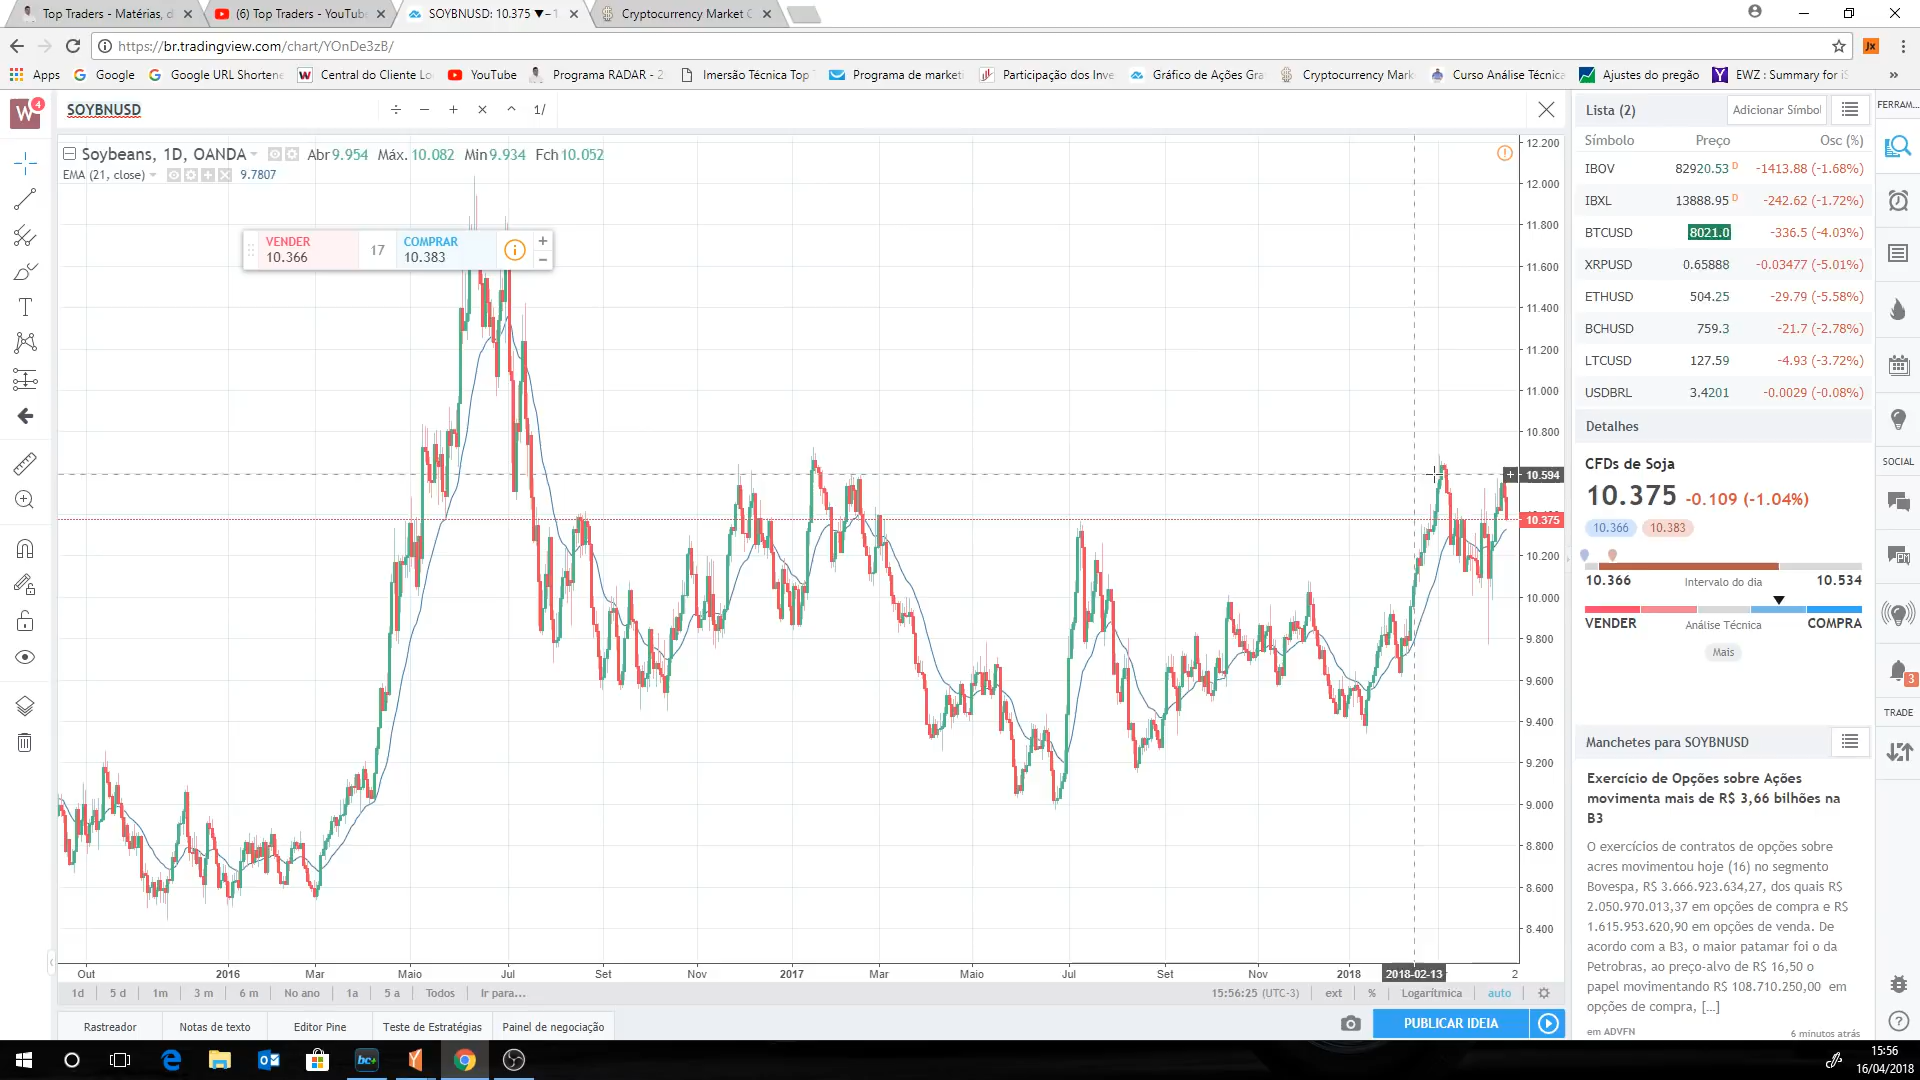 Top Traders - Matérias, d
(6) Top Traders - YouTube
SOYBNUSD: 10.375 ▼ −
Cryptocurrency Market C
https://br.tradingview.com/chart/YOnDe3zB/
Jx
Apps
Google
Google URL Shortene
Central do Cliente Lo
YouTube
Programa RADAR - 2
Imersão Técnica Top
Programa de market
Participação dos Inve
Gráfico de Ações Gra
Cryptocurrency Mark
Curso Análise Técnica
Ajustes do pregão
EWZ : Summary for iS
W
4
SOYBNUSD
÷ − + × ^ 1/
Soybeans, 1D, OANDA
Abr 9.954 Máx. 10.082 Min 9.934 Fch 10.052
EMA (21, close)
9.7807
VENDER
10.366
17
COMPRAR
10.383
12.200
12.000
11.800
11.600
11.400
11.200
11.000
10.800
10.594
10.375
10.200
10.000
9.800
9.600
9.400
9.200
9.000
8.800
8.600
8.400
Out 2016 Mar Maio Jul Set Nov 2017 Mar Maio Jul Set Nov 2018 2018-02-13 2
1d 5 d 1m 3 m 6 m No ano 1a 5 a Todos Ir para...
15:56:25 (UTC-3) ext % Logarítmica auto
Rastreador
Notas de texto
Editor Pine
Teste de Estratégias
Painel de negociação
PUBLICAR IDEIA
Lista (2)
Adicionar Símbol
Símbolo Preço Osc (%)
IBOV 82920.53 D -1413.88 (-1.68%)
IBXL 13888.95 D -242.62 (-1.72%)
BTCUSD 8021.0 -336.5 (-4.03%)
XRPUSD 0.65888 -0.03477 (-5.01%)
ETHUSD 504.25 -29.79 (-5.58%)
BCHUSD 759.3 -21.7 (-2.78%)
LTCUSD 127.59 -4.93 (-3.72%)
USDBRL 3.4201 -0.0029 (-0.08%)
Detalhes
CFDs de Soja
10.375 -0.109 (-1.04%)
10.366 10.383
10.366 Intervalo do dia 10.534
VENDER Análise Técnica COMPRA
Mais
Manchetes para SOYBNUSD
Exercício de Opções sobre Ações
movimenta mais de R$ 3,66 bilhões na
B3
O exercícios de contratos de opções sobre
acres movimentou hoje (16) no segmento
Bovespa, R$ 3.666.923.634,27, dos quais R$
2.050.970.013,37 em opções de compra e R$
1.615.953.620,90 em opções de venda. De
acordo com a B3, o maior patamar foi o da
Petrobras, ao preço-alvo de R$ 16,50 o
papel movimentando R$ 108.710.250,00 em
opções de compra, [...]
em ADVFN 6 minutos atrás
FERRAM...
SOCIAL
3
TRADE
bc+
15:56
16/04/2018